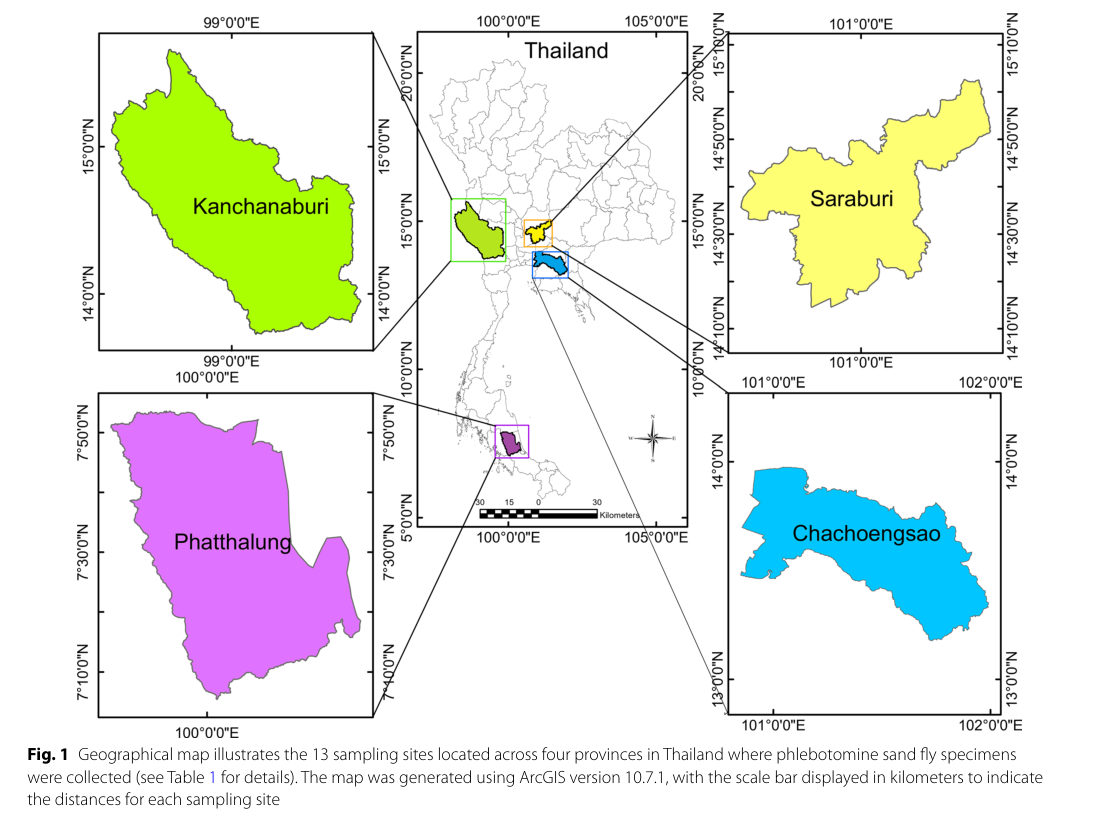 99°0'0"E
15°0'0"N
14°0'0"N
Kanchanaburi
15°0'0"N
14°0'0"N
99°0'0"E
100°0'0"E 105°0'0"E
Thailand
20°0'0"N
15°0'0"N
10°0'0"N
5°0'0"N
20°0'0"N
15°0'0"N
10°0'0"N
N
W E
S
30 15 0 30
Kilometers
100°0'0"E 105°0'0"E
101°0'0"E
15°10'0"N
14°50'0"N
14°30'0"N
14°10'0"N
Saraburi
15°10'0"N
14°50'0"N
14°30'0"N
14°10'0"N
101°0'0"E
100°0'0"E
7°50'0"N
7°30'0"N
7°10'0"N
Phatthalung
7°50'0"N
7°30'0"N
7°10'0"N
100°0'0"E
101°0'0"E 102°0'0"E
14°0'0"N
13°0'0"N
Chachoengsao
14°0'0"N
13°0'0"N
101°0'0"E 102°0'0"E
Fig. 1 Geographical map illustrates the 13 sampling sites located across four provinces in Thailand where phlebotomine sand fly specimens
were collected (see Table 1 for details). The map was generated using ArcGIS version 10.7.1, with the scale bar displayed in kilometers to indicate
the distances for each sampling site